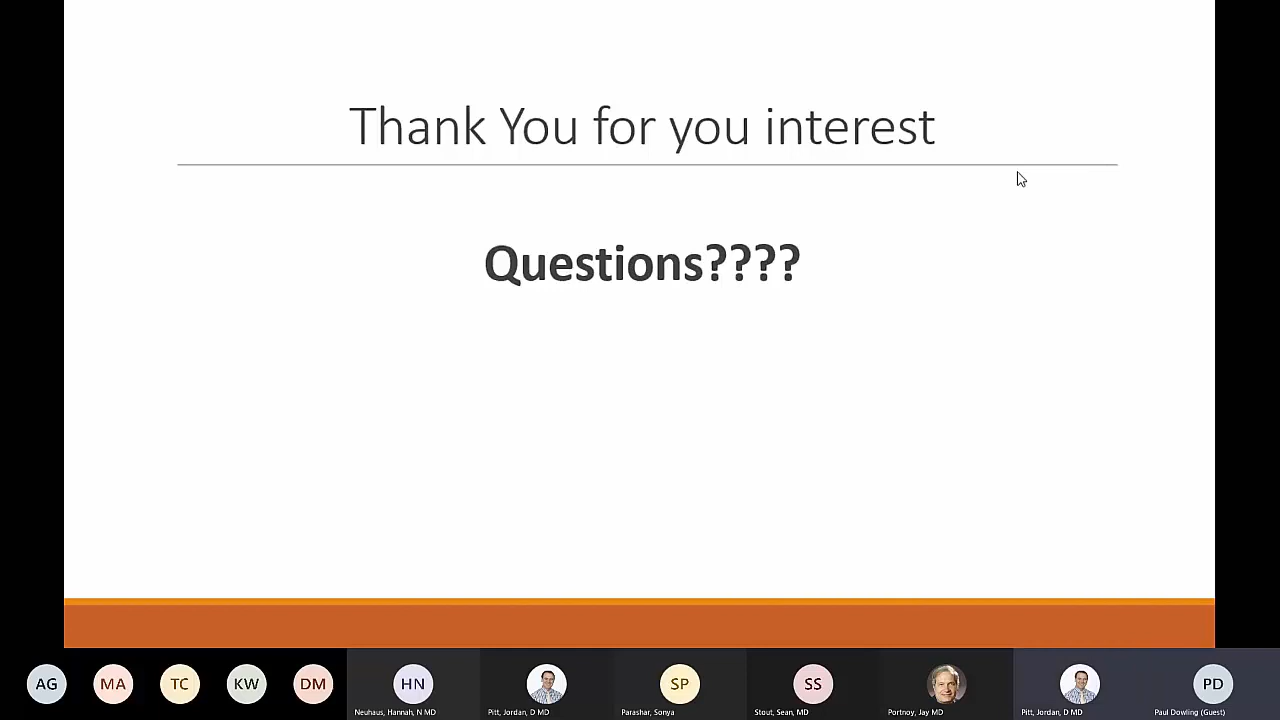 Thank You for you interest
Questions????
AG
MA
TC
KW
DM
HN
SP
SS
PD
Neuhaus, Hannah, N MD
Pitt, Jordan, D MD
Parashar, Sonya
Stout, Sean, MD
Portnoy, Jay MD
Pitt, Jordan, D MD
Paul Dowling (Guest)